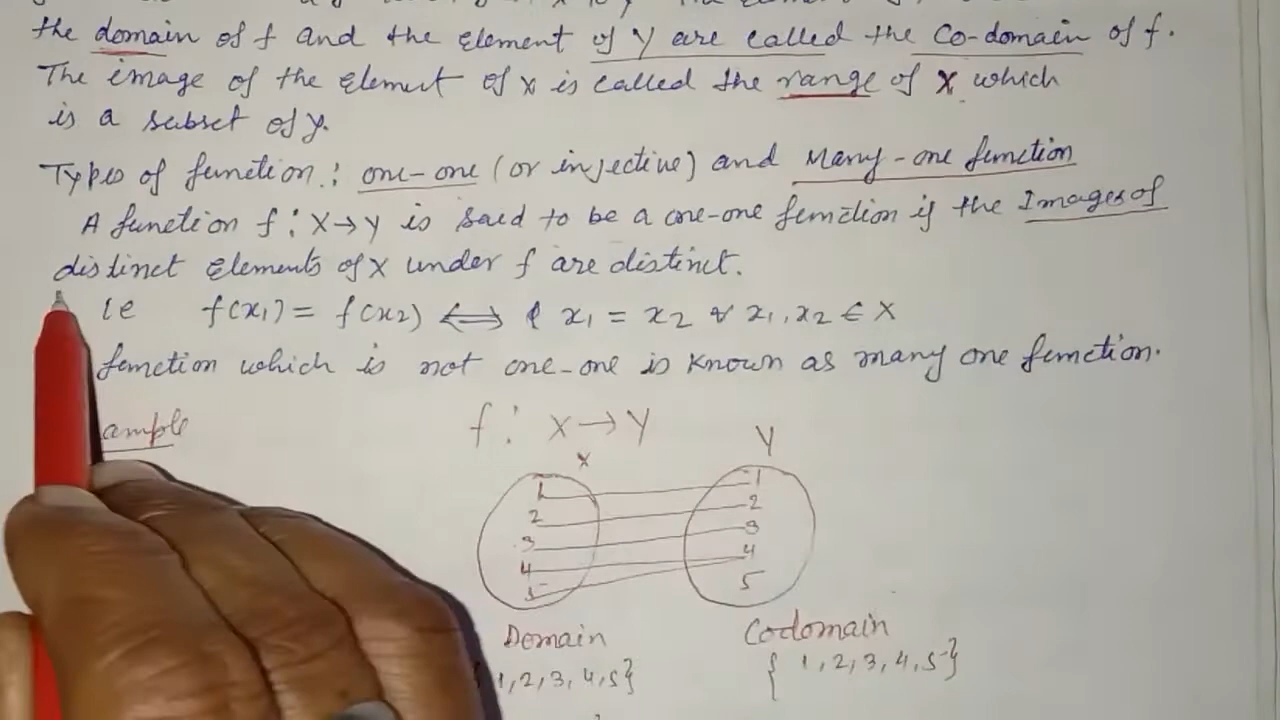 the domain of f and the element of y are called the Co-domain of f.
The image of the element of x is called the range of X which
is a subset of y.
Types of function : one-one (or injective) and Many-one function
A function f : X→Y is said to be a one-one function if the Images of
distinct elements of X under f are distinct.
ie f(x1) = f(x2) ⟺ x1 = x2 ∀ x1, x2 ∈ X
function which is not one-one is known as many one function.
ample
f : X→Y
X Y
1 1
2 2
3 3
4 4
5 5
Domain Codomain
1,2,3,4,5} { 1,2,3,4,5}